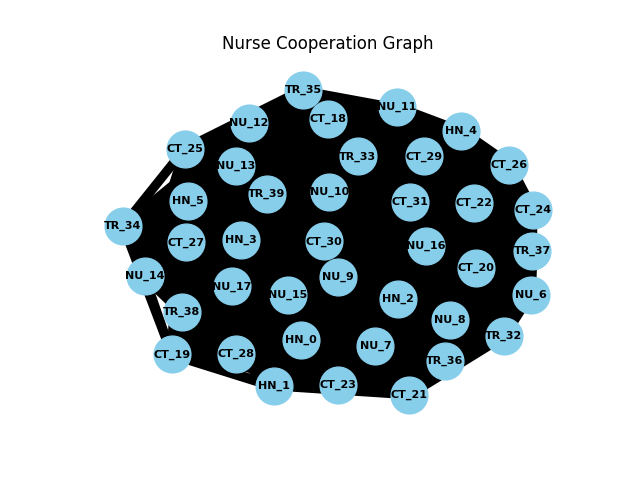 Nurse Cooperation Graph
TR_35
NU_11
CT_18
NU_12
HN_4
CT_25
TR_33
CT_29
CT_26
NU_13
TR_39
NU_10
HN_5
CT_31
CT_22
CT_24
TR_34
HN_3
CT_27
CT_30
NU_16
TR_37
CT_20
NU_14
NU_9
NU_17
NU_15
HN_2
NU_6
TR_38
NU_8
TR_32
HN_0
NU_7
CT_19
CT_28
TR_36
HN_1
CT_23
CT_21